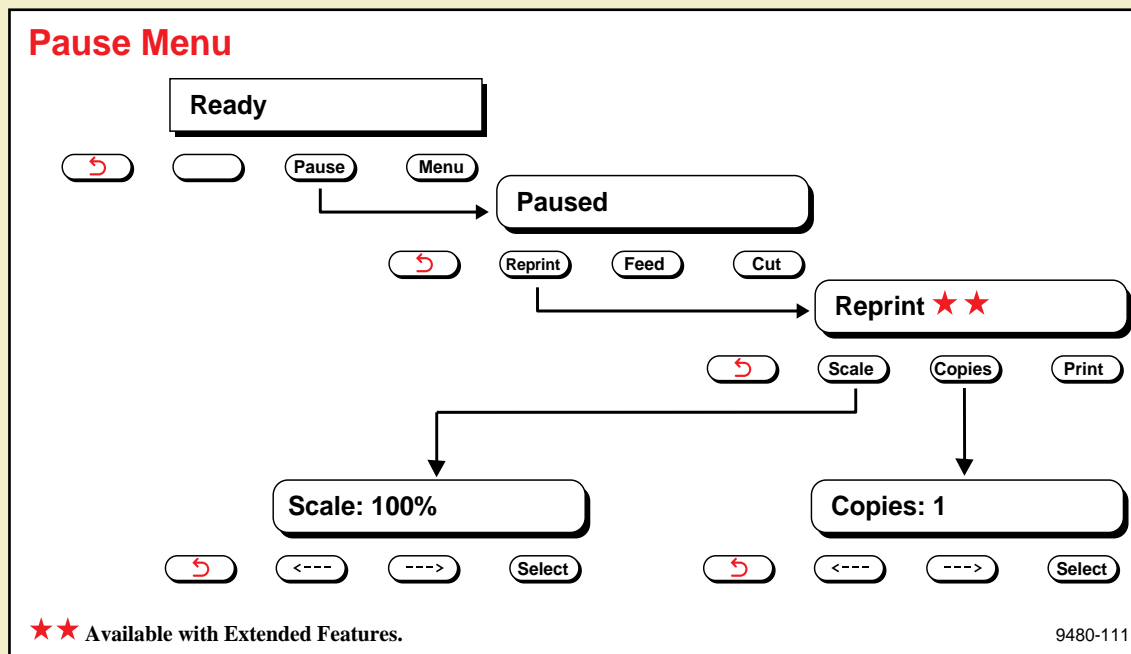 Pause Menu
Ready
Pause Menu
Paused
Reprint Feed Cut
Reprint ★ ★
Scale Copies Print
Scale: 100% Copies: 1
<--- ---> Select <--- ---> Select
★★ Available with Extended Features. 9480-111